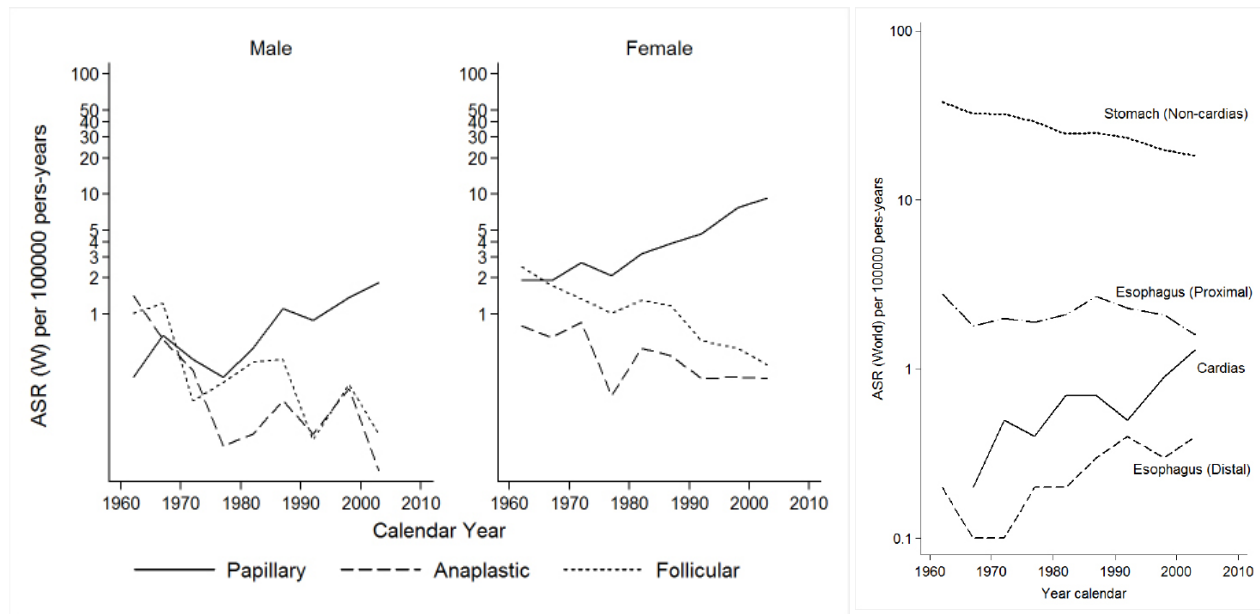 Male
Female
ASR (W) per 100000 pers-years
100
50
40
30
20
10
5
4
3
2
1
1960 1970 1980 1990 2000 2010
100
50
40
30
20
10
5
4
3
2
1
1960 1970 1980 1990 2000 2010
Calendar Year
Papillary Anaplastic Follicular
ASR (World) per 100000 pers-years
100
10
1
0.1
Stomach (Non-cardias)
Esophagus (Proximal)
Cardias
Esophagus (Distal)
1960 1970 1980 1990 2000 2010
Year calendar